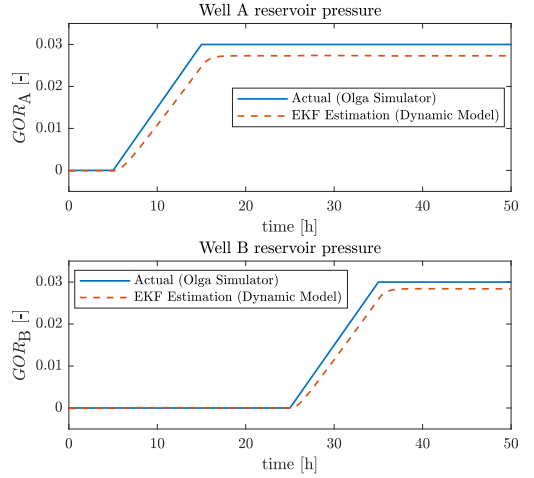 Well A reservoir pressure
GORA [-]
0.03
0.02
0.01
0
Actual (Olga Simulator)
EKF Estimation (Dynamic Model)
0 10 20 30 40 50
time [h]
Well B reservoir pressure
GORB [-]
0.03
0.02
0.01
0
Actual (Olga Simulator)
EKF Estimation (Dynamic Model)
0 10 20 30 40 50
time [h]